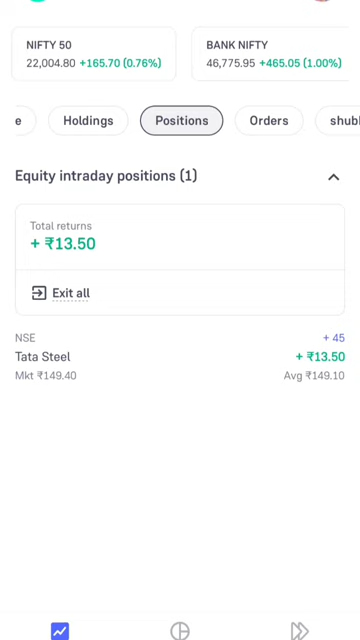 NIFTY 50
22,004.80 +165.70 (0.76%)
BANK NIFTY
46,775.95 +465.05 (1.00%)
e
Holdings
Positions
Orders
shubl
Equity intraday positions (1)
Total returns
+ ₹13.50
Exit all
NSE
+ 45
Tata Steel
+ ₹13.50
Mkt ₹149.40
Avg ₹149.10